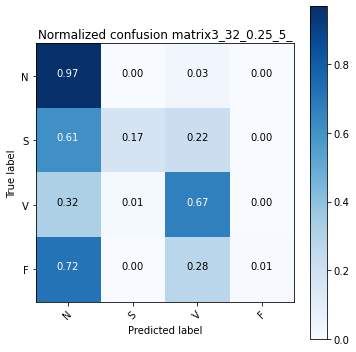 Normalized confusion matrix3_32_0.25_5_
N 0.97 0.00 0.03 0.00
S 0.61 0.17 0.22 0.00
V 0.32 0.01 0.67 0.00
F 0.72 0.00 0.28 0.01
True label
N S V F
Predicted label
0.8
0.6
0.4
0.2
0.0